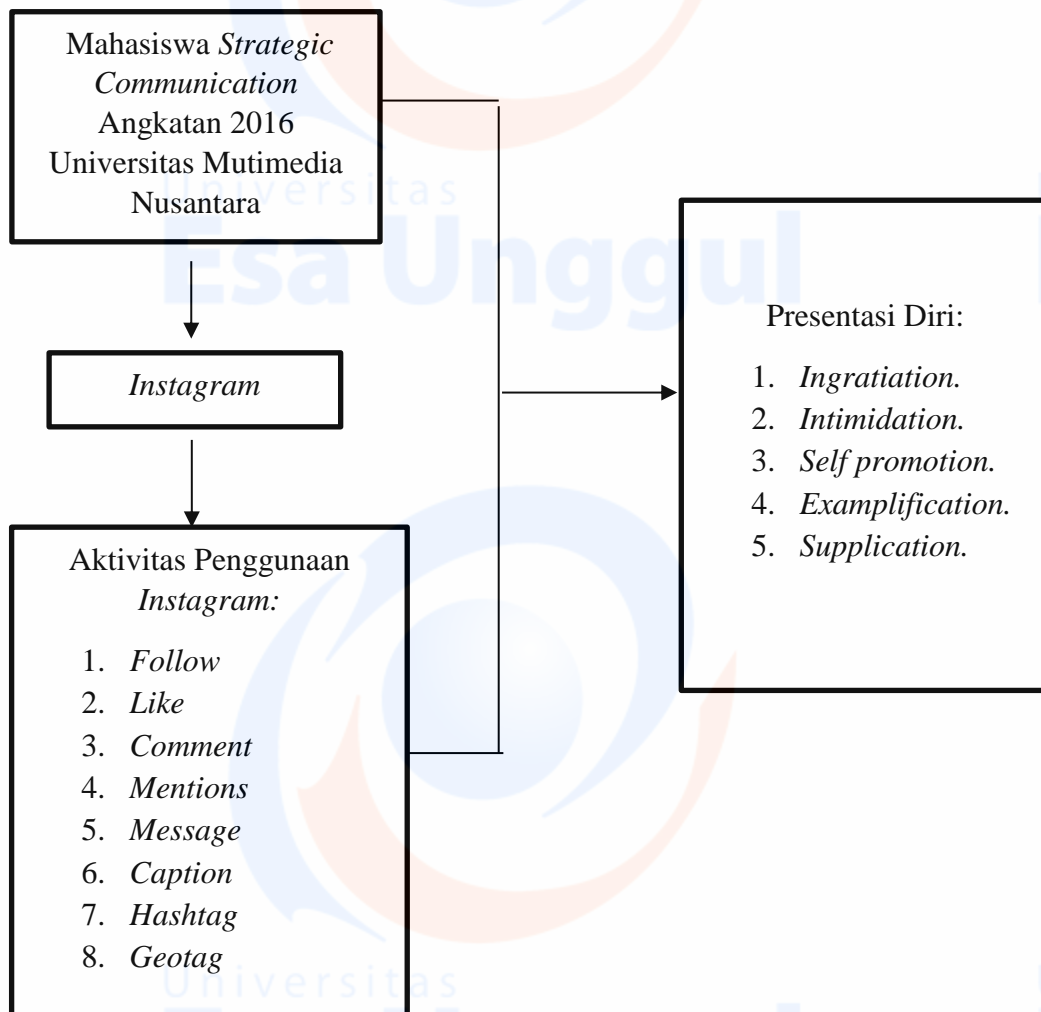 Mahasiswa Strategic
Communication
Angkatan 2016
Universitas Mutimedia
Nusantara
Universitas
Esa Unggul
Instagram
Aktivitas Penggunaan
Instagram:
1. Follow
2. Like
3. Comment
4. Mentions
5. Message
6. Caption
7. Hashtag
8. Geotag
Presentasi Diri:
1. Ingratiation.
2. Intimidation.
3. Self promotion.
4. Examplification.
5. Supplication.
Universitas